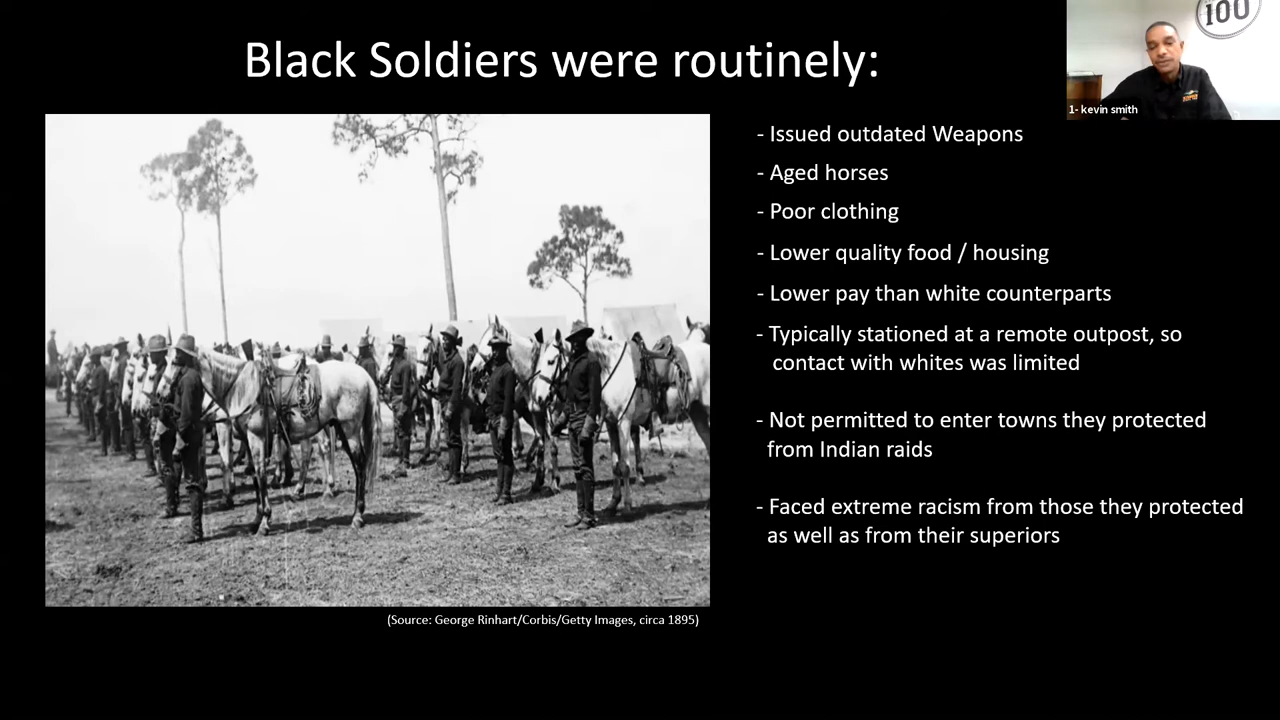 Black Soldiers were routinely:
100
1- kevin smith
- Issued outdated Weapons
- Aged horses
- Poor clothing
- Lower quality food / housing
- Lower pay than white counterparts
- Typically stationed at a remote outpost, so
contact with whites was limited
- Not permitted to enter towns they protected
from Indian raids
- Faced extreme racism from those they protected
as well as from their superiors
(Source: George Rinhart/Corbis/Getty Images, circa 1895)